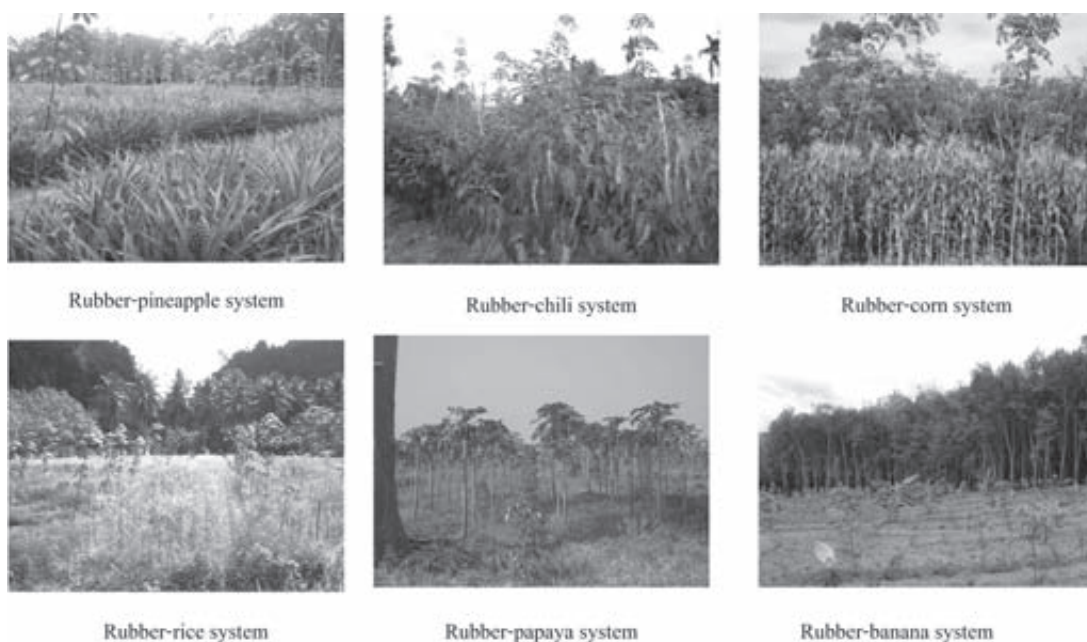 Rubber-pineapple system
Rubber-chili system
Rubber-corn system
Rubber-rice system
Rubber-papaya system
Rubber-banana system